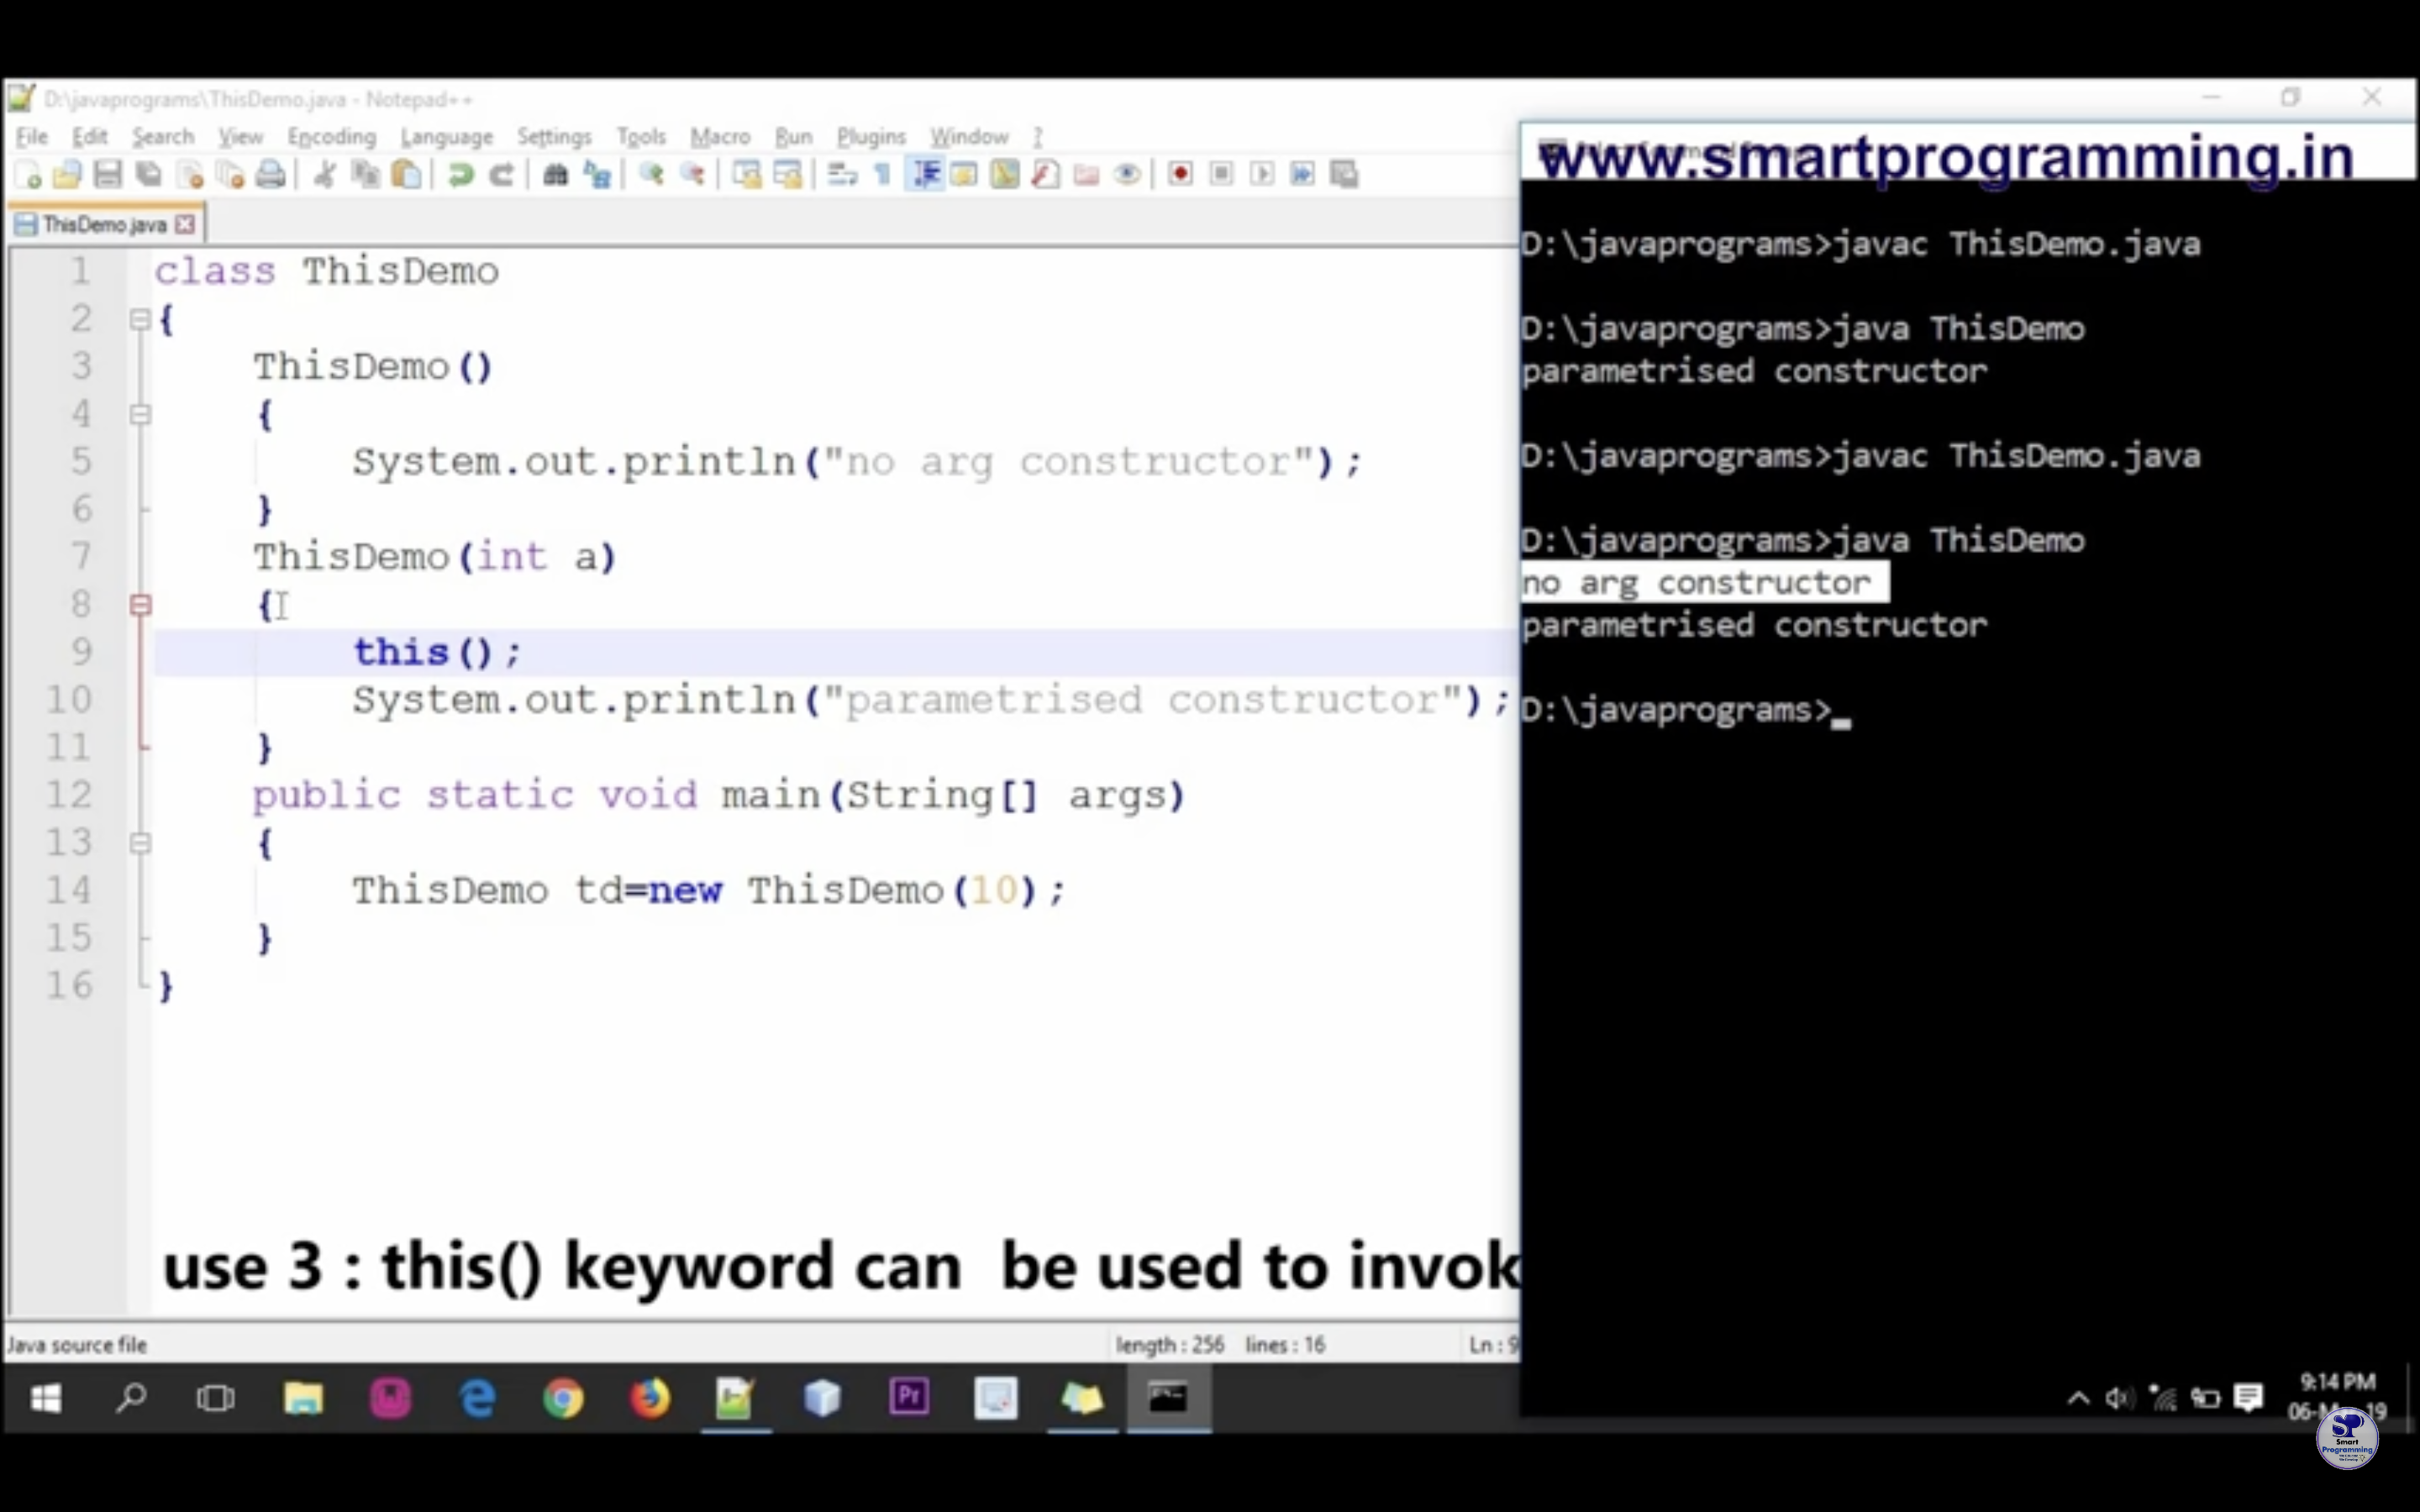 D:\javaprograms\ThisDemo.java - Notepad++
File Edit Search View Encoding Language Settings Tools Macro Run Plugins Window ?
ThisDemo.java
1 class ThisDemo
2 {
3 ThisDemo()
4 {
5 System.out.println("no arg constructor");
6 }
7 ThisDemo(int a)
8 {
9 this();
10 System.out.println("parametrised constructor");
11 }
12 public static void main(String[] args)
13 {
14 ThisDemo td=new ThisDemo(10);
15 }
16 }
use 3 : this() keyword can be used to invok
Java source file length : 256 lines : 16 Ln : 9
www.smartprogramming.in
D:\javaprograms>javac ThisDemo.java
D:\javaprograms>java ThisDemo
parametrised constructor
D:\javaprograms>javac ThisDemo.java
D:\javaprograms>java ThisDemo
no arg constructor
parametrised constructor
D:\javaprograms>
Pr
9:14 PM
SP
Smart
Programming